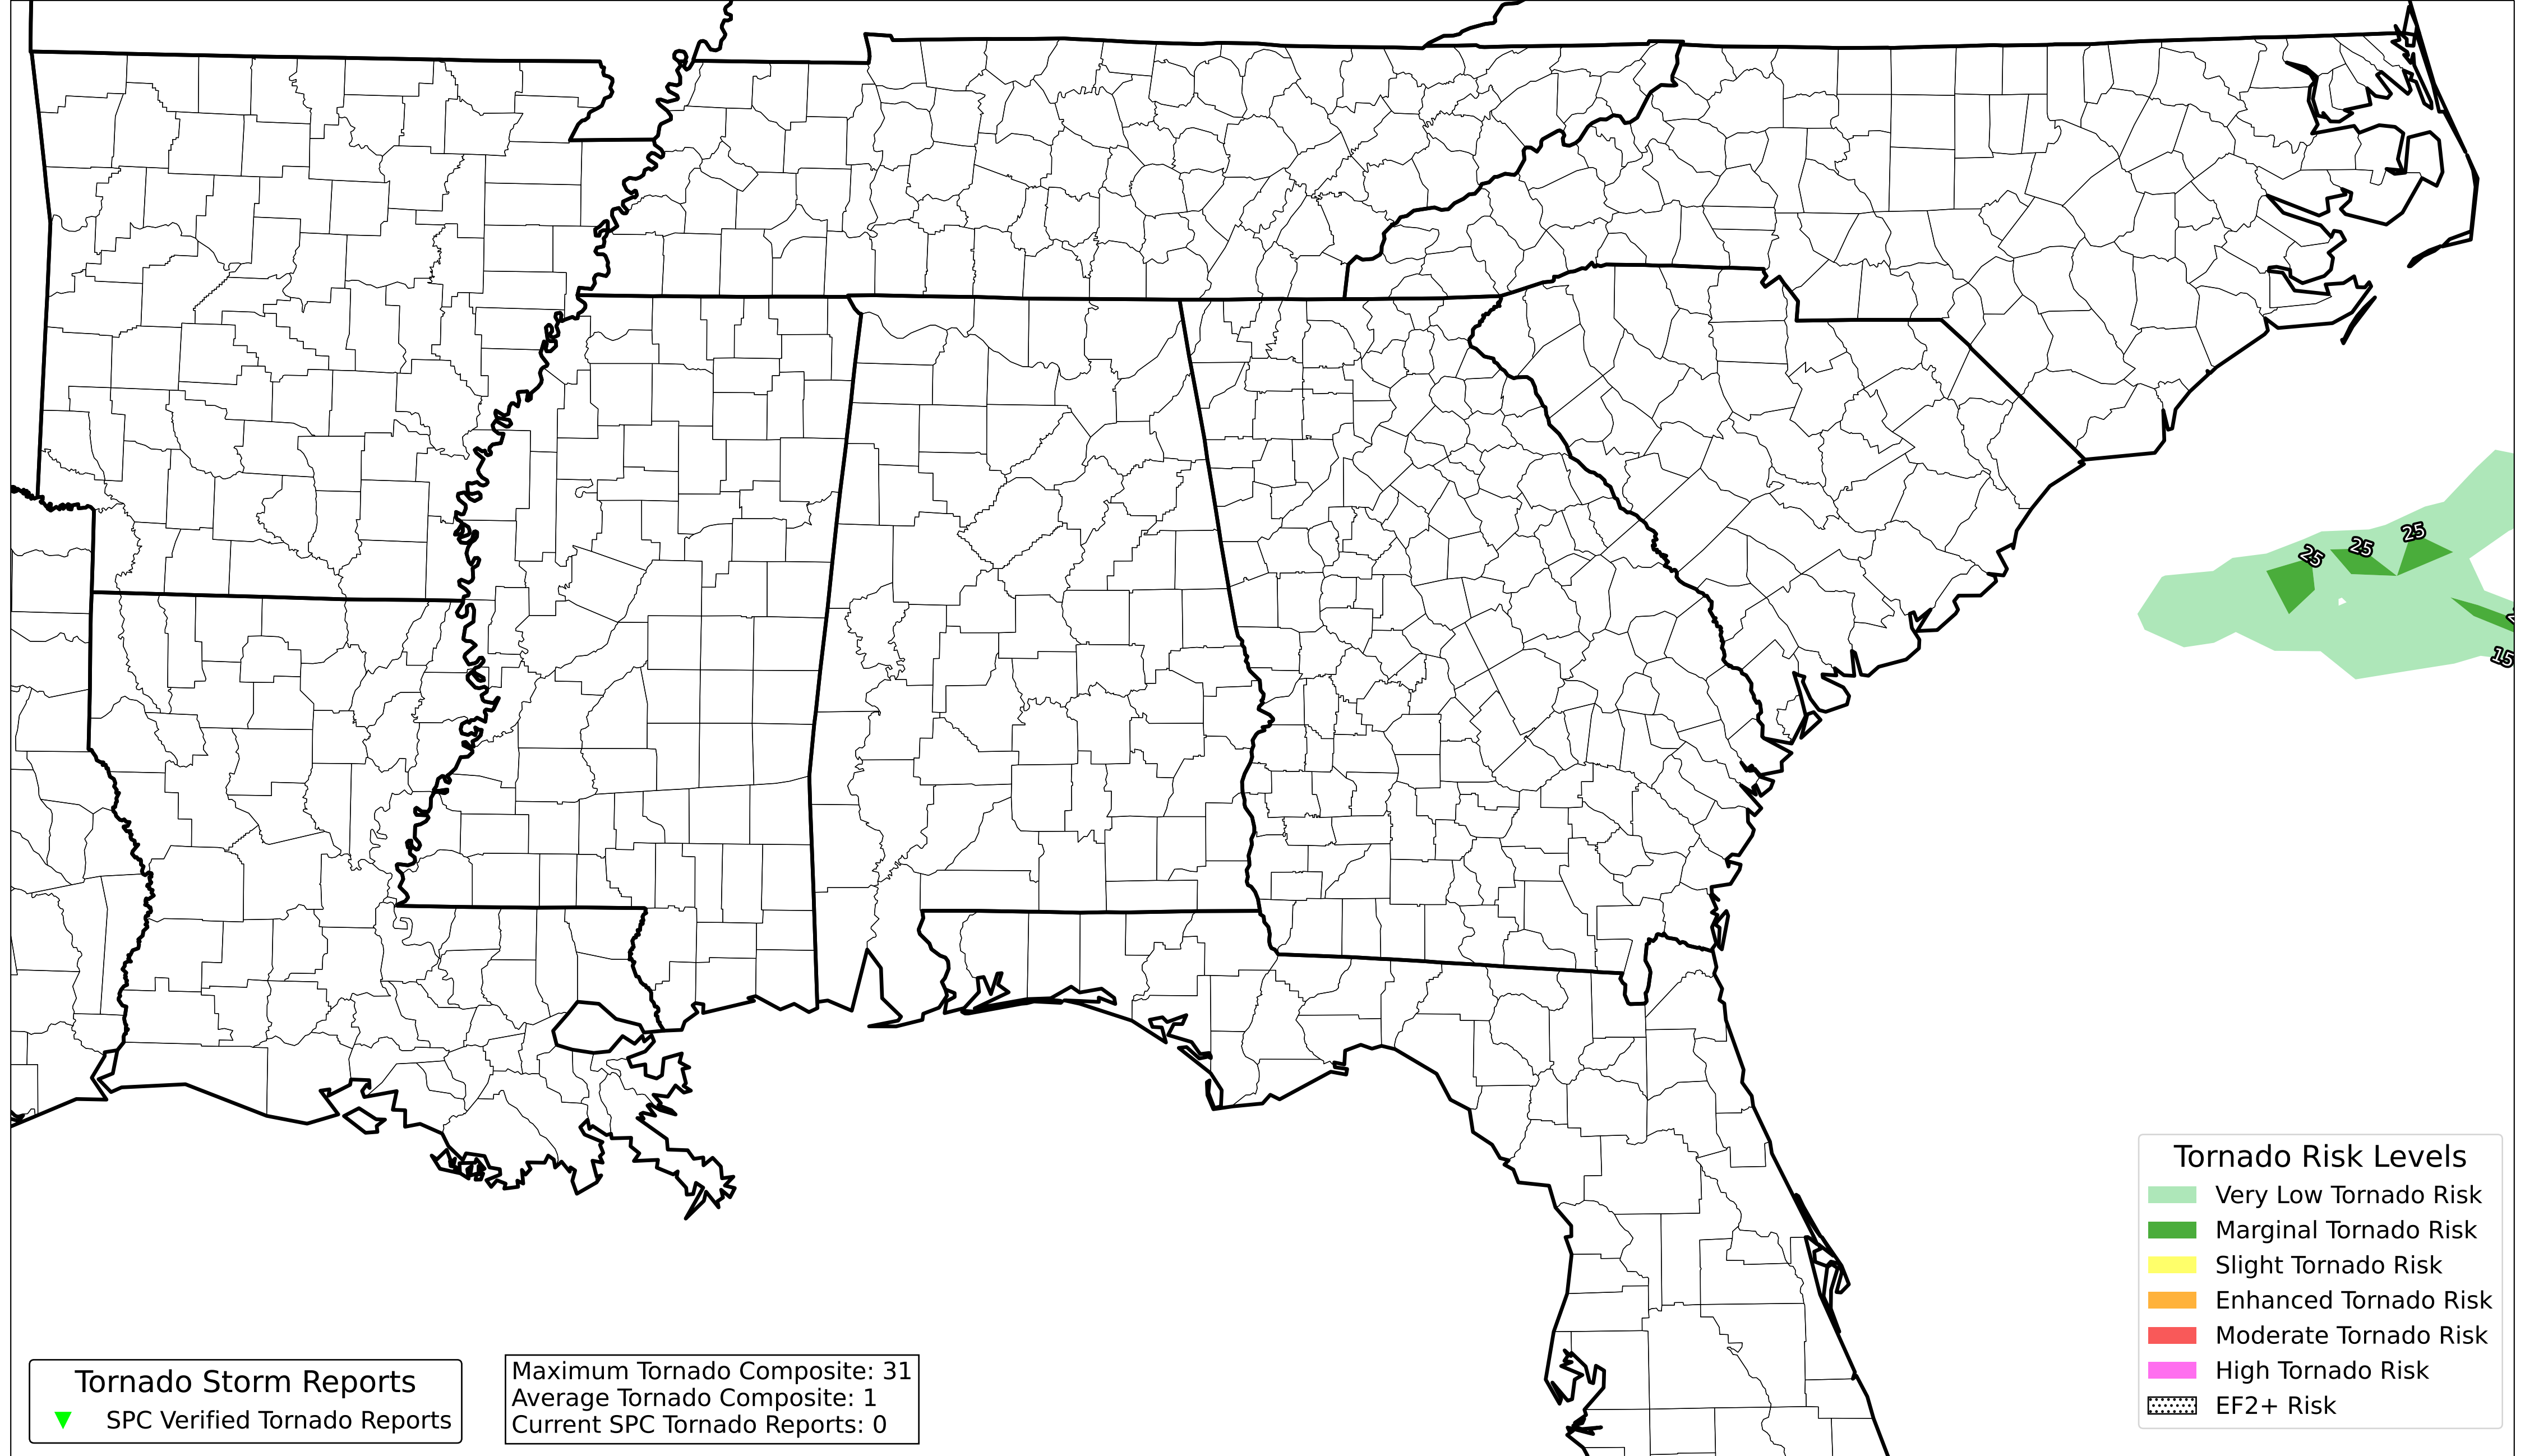 25
25
25
15
Tornado Risk Levels
Very Low Tornado Risk
Marginal Tornado Risk
Slight Tornado Risk
Enhanced Tornado Risk
Moderate Tornado Risk
High Tornado Risk
EF2+ Risk
Tornado Storm Reports
SPC Verified Tornado Reports
Maximum Tornado Composite: 31
Average Tornado Composite: 1
Current SPC Tornado Reports: 0